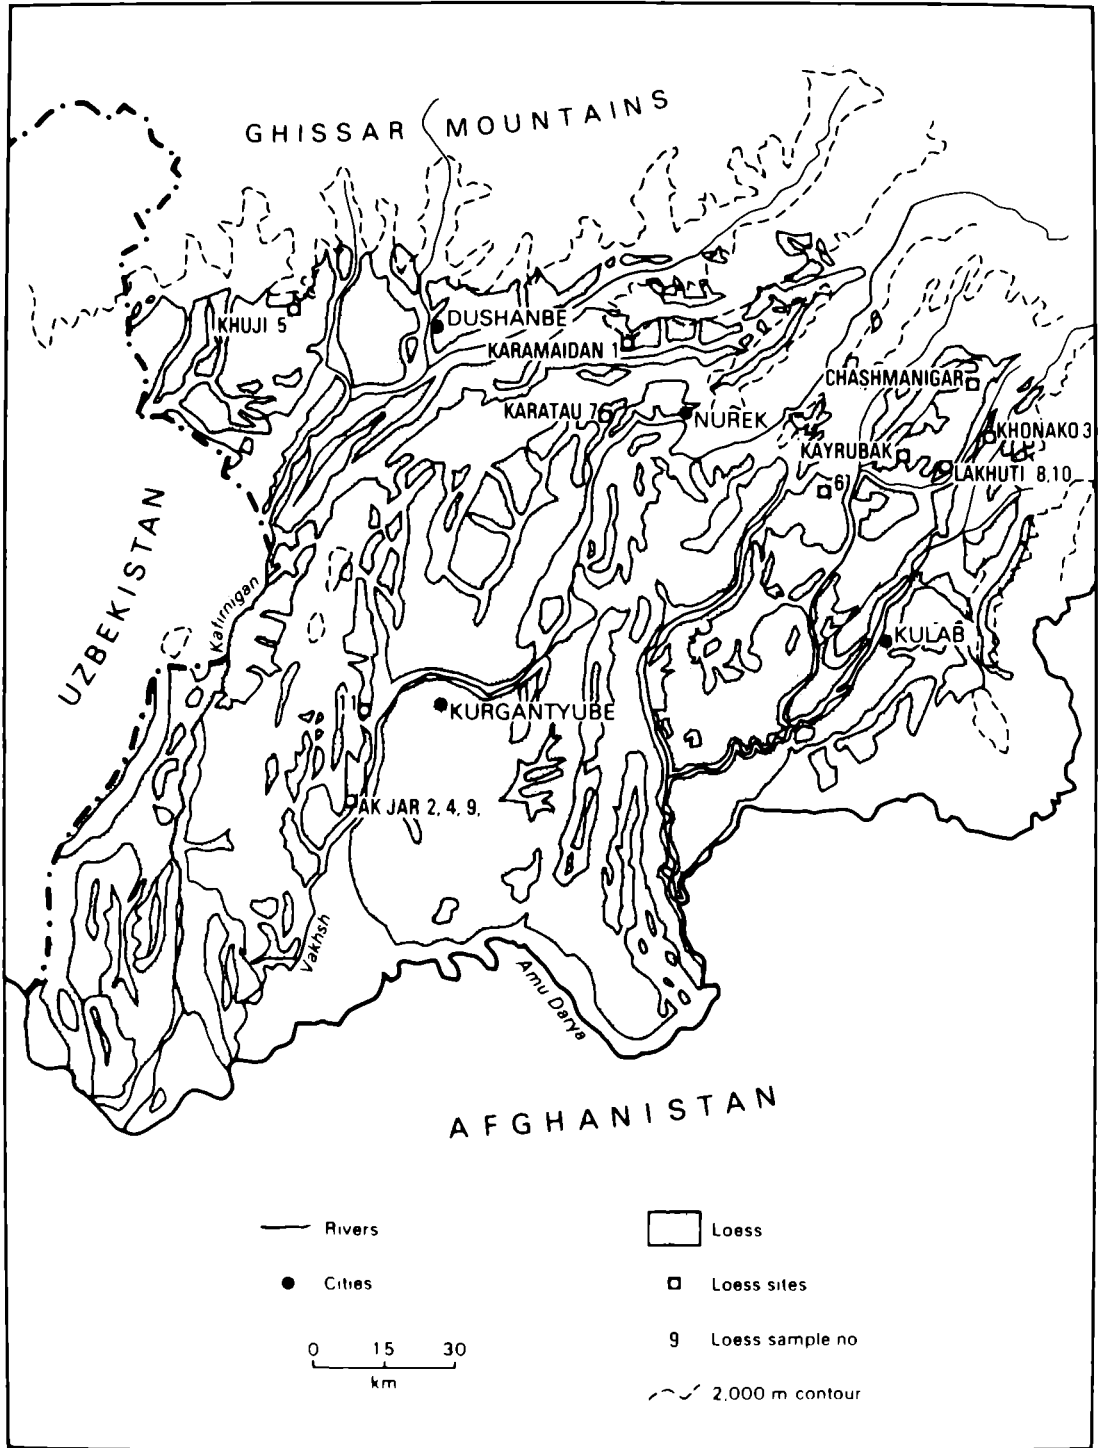 GHISSAR MOUNTAINS
KHUJI 5
DUSHANBE
KARAMAIDAN 1
CHASHMANIGAR
KARATAU 7
NUREK
KHONAKO 3
KAYRUBAK
LAKHUTI 8,10
6
UZBEKISTAN
Kafirnigan
KULAB
11
KURGANTYUBE
AK JAR 2, 4, 9,
Vakhsh
Amu Darya
AFGHANISTAN
Rivers
Loess
Cities
Loess sites
0 15 30
km
9 Loess sample no
2,000 m contour